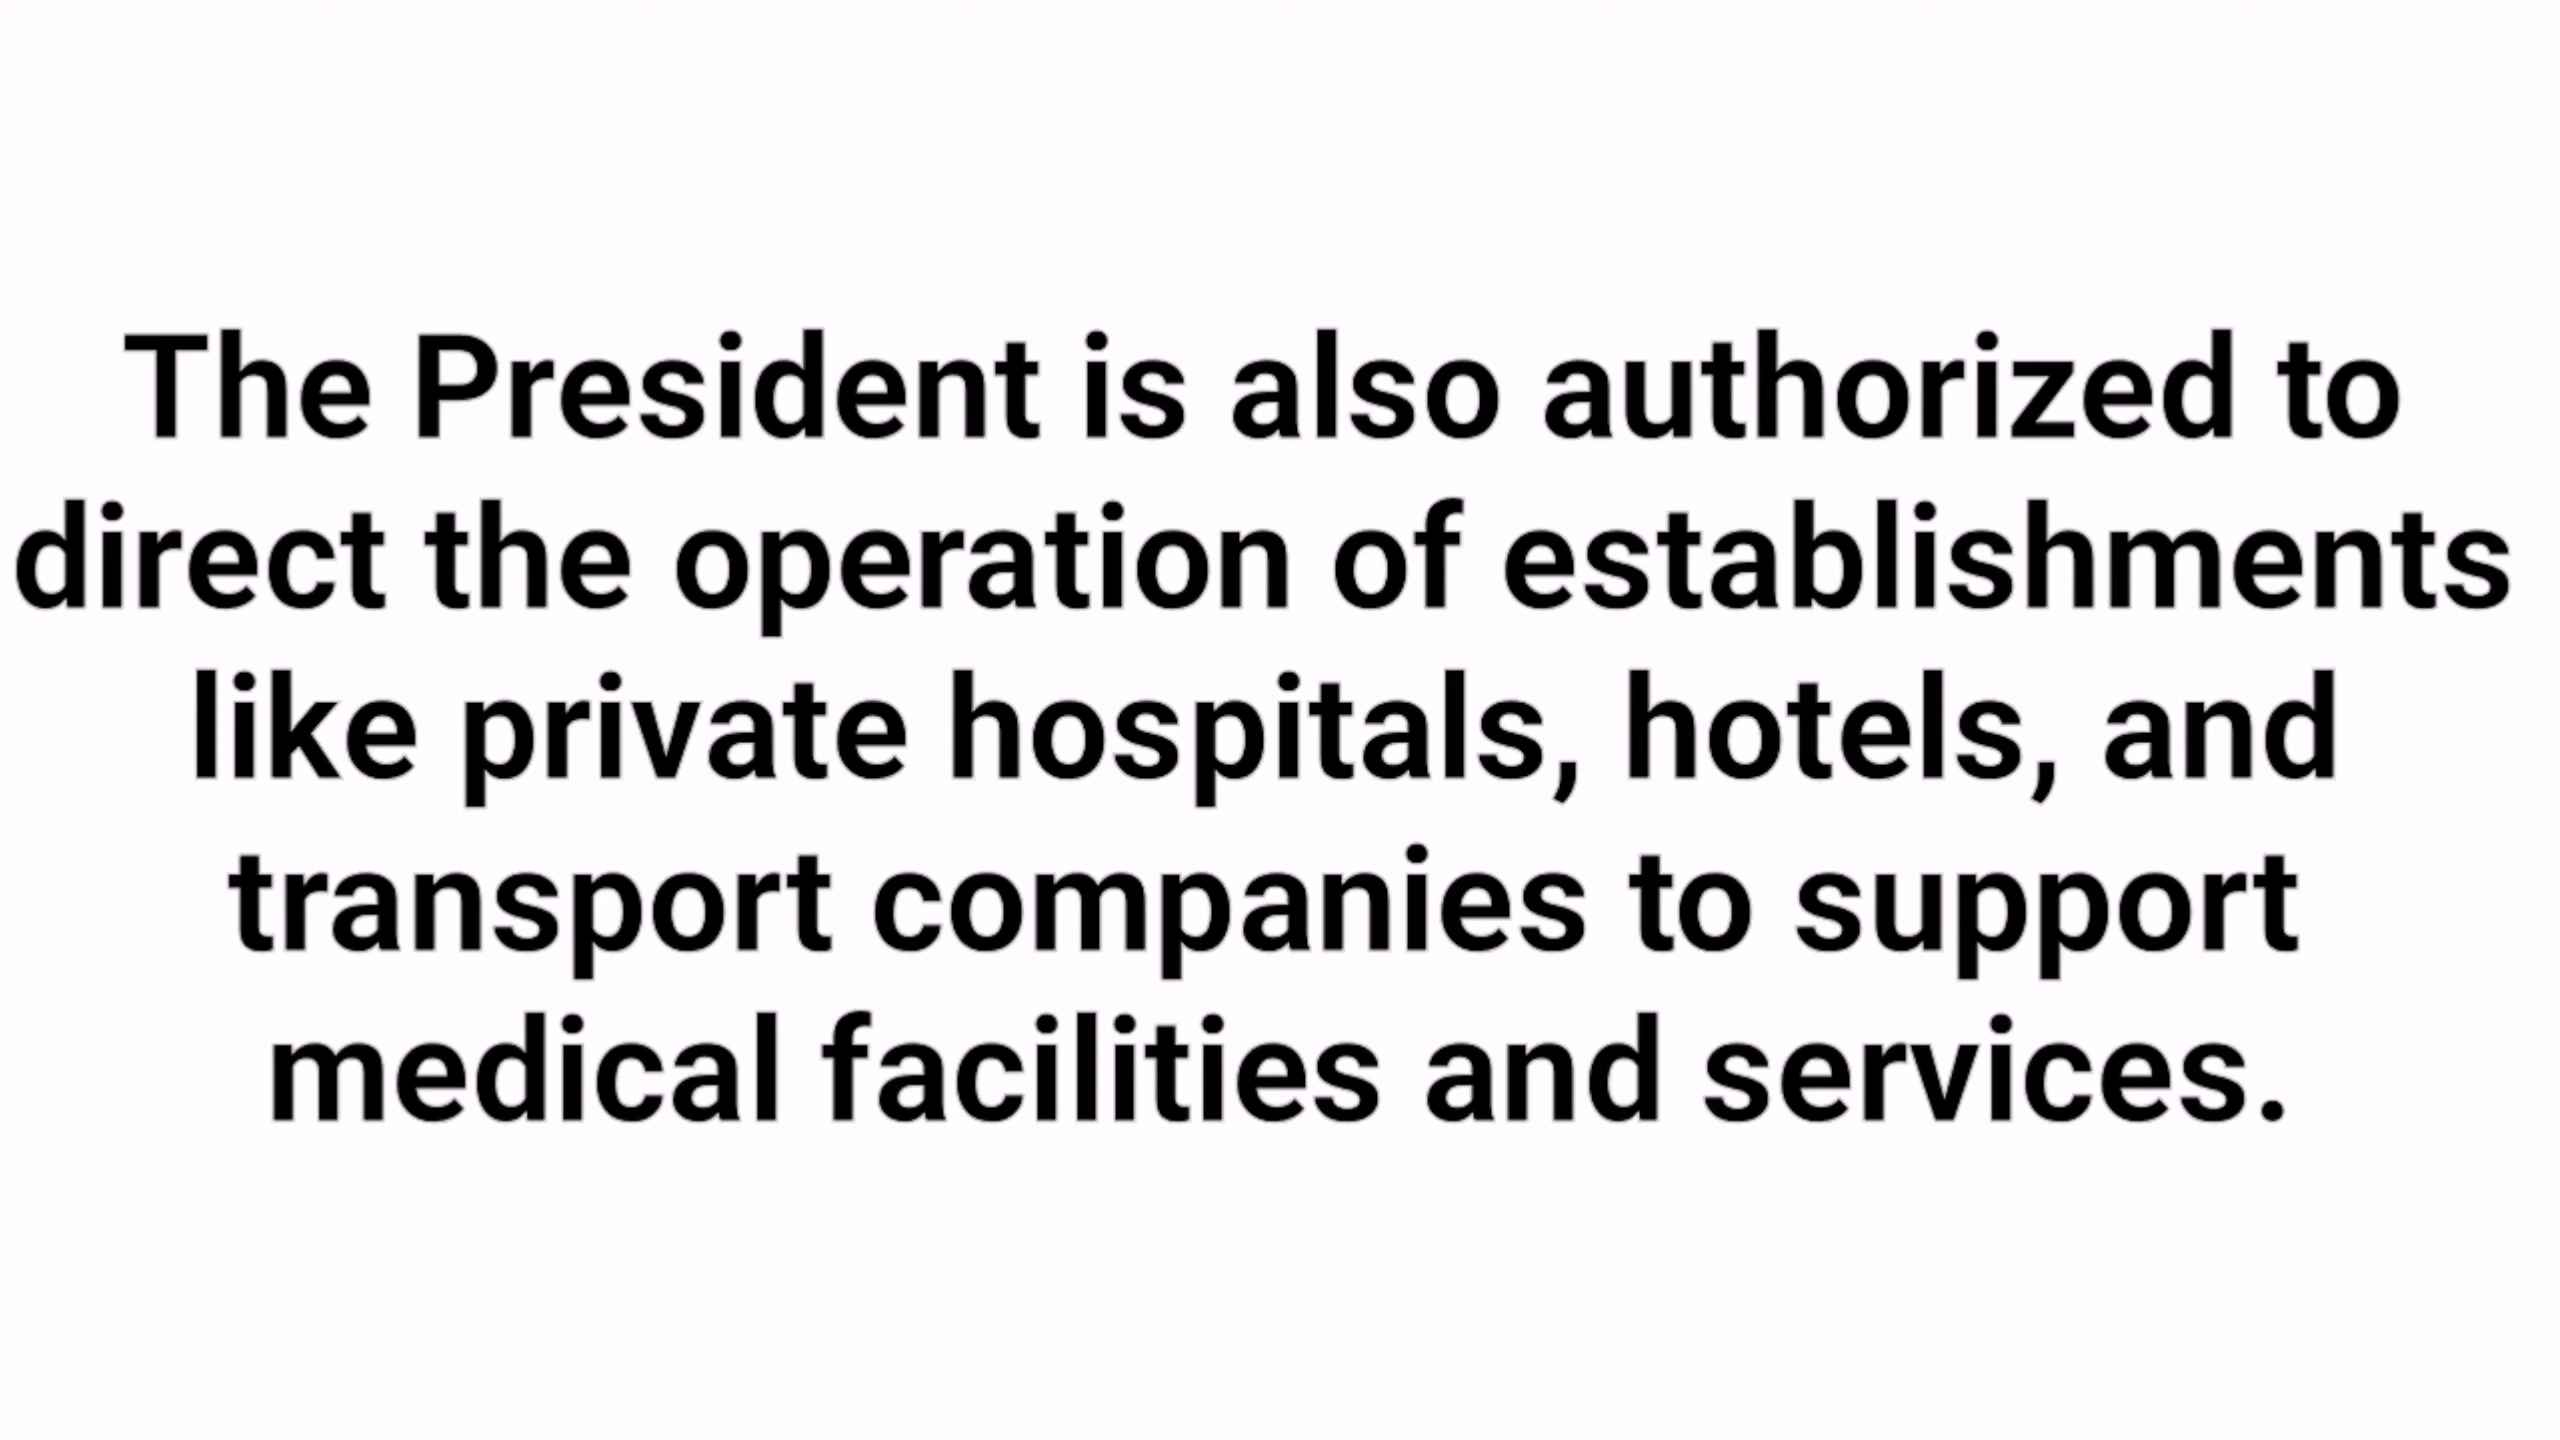 The President is also authorized to
direct the operation of establishments
like private hospitals, hotels, and
transport companies to support
medical facilities and services.